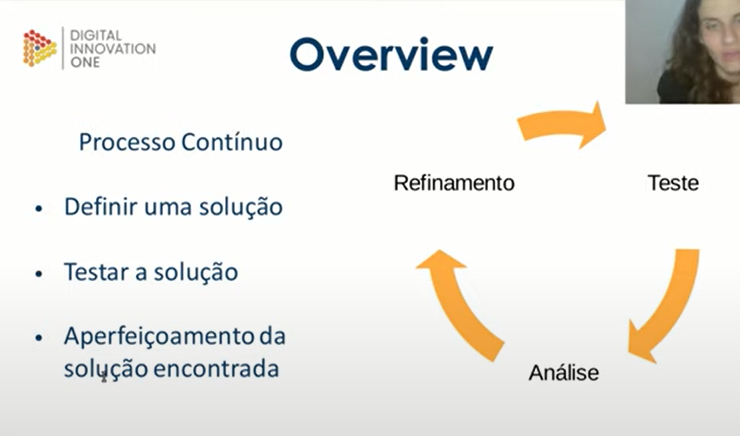 DIGITAL
INNOVATION
ONE
Overview
Processo Contínuo
• Definir uma solução
• Testar a solução
• Aperfeiçoamento da
solução encontrada
Refinamento
Teste
Análise